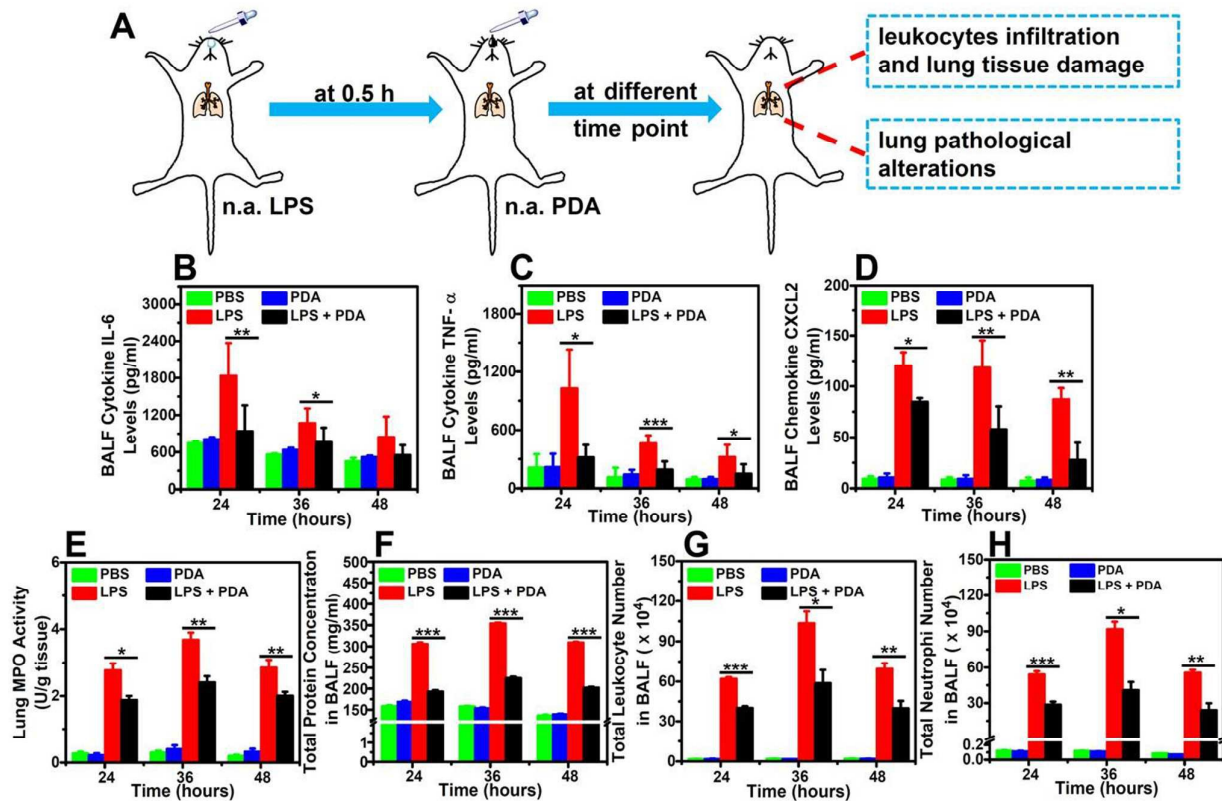 A
at 0.5 h
n.a. LPS
at different
time point
n.a. PDA
leukocytes infiltration
and lung tissue damage
lung pathological
alterations
B
BALF Cytokine IL-6
Levels (pg/ml)
PBS PDA
LPS LPS + PDA
3000
2400
1800
1200
600
0
** *
24 36 48
Time (hours)
C
BALF Cytokine TNF- α
Levels (pg/ml)
PBS PDA
LPS LPS + PDA
1800
1200
600
0
* *** *
24 36 48
Time (hours)
D
BALF Chemokine CXCL2
Levels (pg/ml)
PBS PDA
LPS LPS + PDA
200
150
100
50
0
* ** **
24 36 48
Time (hours)
E
Lung MPO Activity
(U/g tissue)
PBS PDA
LPS LPS + PDA
6
4
2
0
* ** **
24 36 48
Time (hours)
F
Total Protein Concentraton
in BALF (mg/ml)
PBS PDA
LPS LPS + PDA
500
450
400
350
300
250
200
150
100
1
0
*** *** ***
24 36 48
Time (hours)
G
Total Leukocyte Number
in BALF ( x 10⁴)
PBS PDA
LPS LPS + PDA
150
120
90
60
30
0
*** * **
24 36 48
Time (hours)
H
Total Neutrophi Number
in BALF ( x 10⁴)
PBS PDA
LPS LPS + PDA
150
120
90
60
30
0.2
0.0
*** * **
24 36 48
Time (hours)